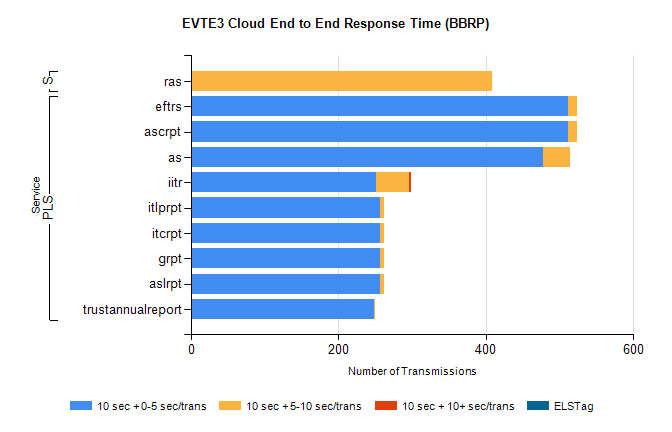 EVTE3 Cloud End to End Response Time (BBRP)
S
ras
eftrs
ascrpt
as
iitr
Service
PLS
itlprpt
itcrpt
grpt
aslrpt
trustannualreport
0 200 400 600
Number of Transmissions
10 sec +0-5 sec/trans 10 sec +5-10 sec/trans 10 sec + 10+ sec/trans ELSTag